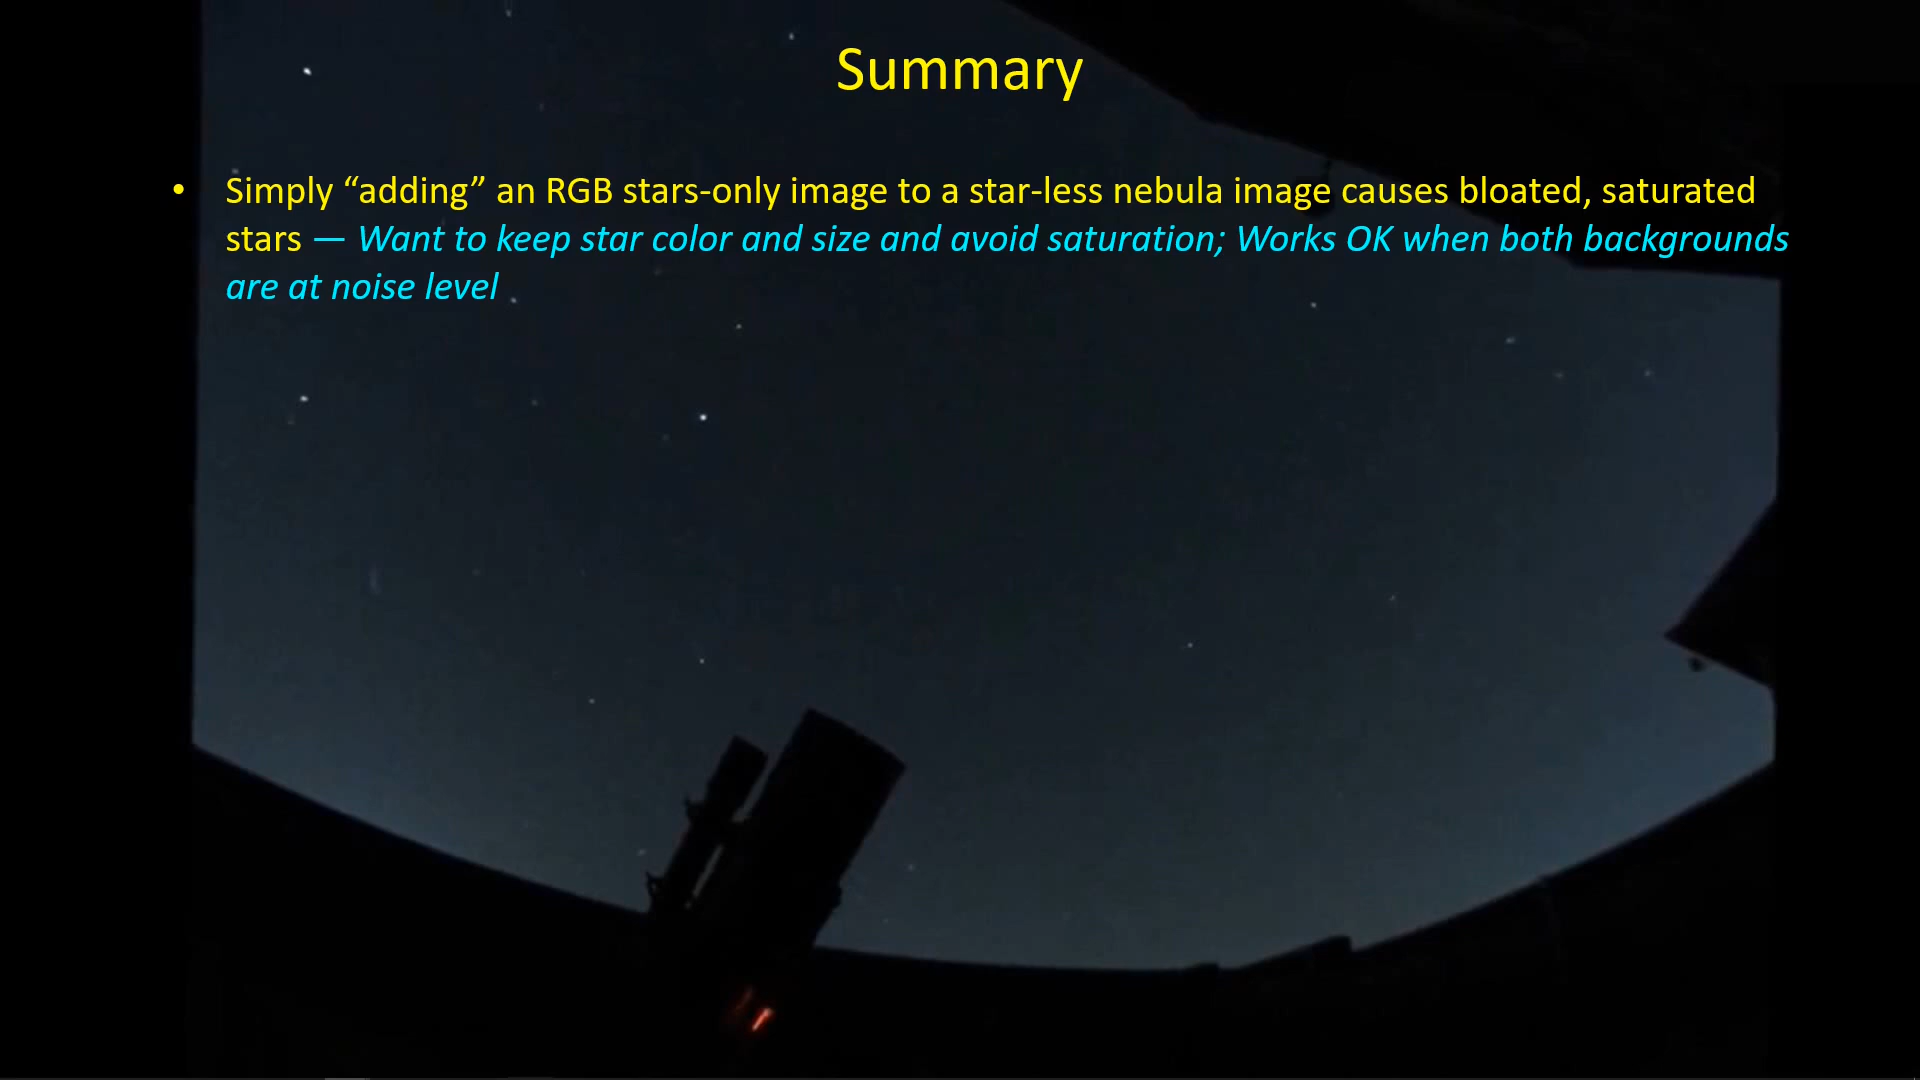 Summary
• Simply “adding” an RGB stars-only image to a star-less nebula image causes bloated, saturated
stars — Want to keep star color and size and avoid saturation; Works OK when both backgrounds
are at noise level